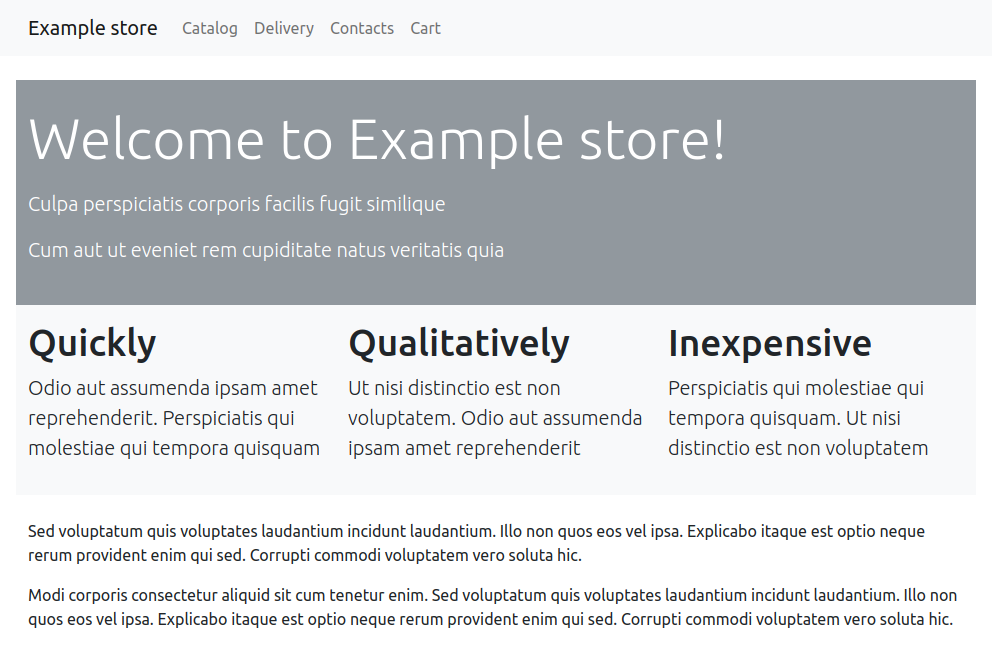 Example store Catalog Delivery Contacts Cart
Welcome to Example store!
Culpa perspiciatis corporis facilis fugit similique
Cum aut ut eveniet rem cupiditate natus veritatis quia
Quickly
Odio aut assumenda ipsam amet
reprehenderit. Perspiciatis qui
molestiae qui tempora quisquam
Qualitatively
Ut nisi distinctio est non
voluptatem. Odio aut assumenda
ipsam amet reprehenderit
Inexpensive
Perspiciatis qui molestiae qui
tempora quisquam. Ut nisi
distinctio est non voluptatem
Sed voluptatum quis voluptates laudantium incidunt laudantium. Illo non quos eos vel ipsa. Explicabo itaque est optio neque
rerum provident enim qui sed. Corrupti commodi voluptatem vero soluta hic.
Modi corporis consectetur aliquid sit cum tenetur enim. Sed voluptatum quis voluptates laudantium incidunt laudantium. Illo non
quos eos vel ipsa. Explicabo itaque est optio neque rerum provident enim qui sed. Corrupti commodi voluptatem vero soluta hic.